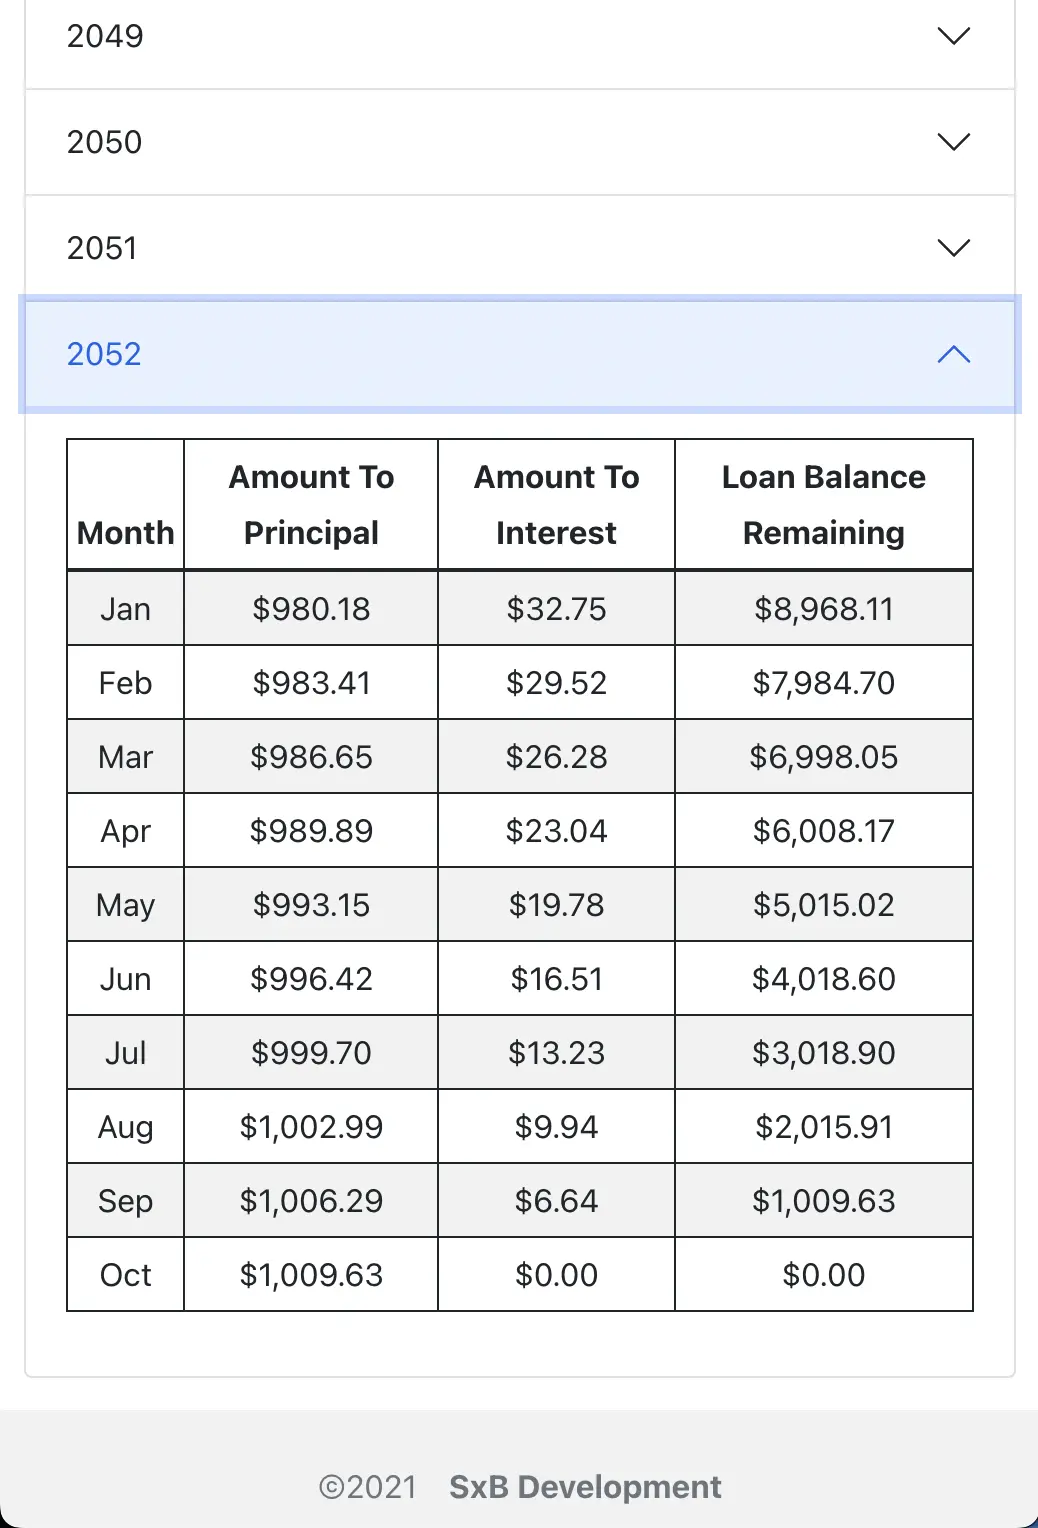 2049
2050
2051
2052
Month Amount To Principal Amount To Interest Loan Balance Remaining
Jan $980.18 $32.75 $8,968.11
Feb $983.41 $29.52 $7,984.70
Mar $986.65 $26.28 $6,998.05
Apr $989.89 $23.04 $6,008.17
May $993.15 $19.78 $5,015.02
Jun $996.42 $16.51 $4,018.60
Jul $999.70 $13.23 $3,018.90
Aug $1,002.99 $9.94 $2,015.91
Sep $1,006.29 $6.64 $1,009.63
Oct $1,009.63 $0.00 $0.00
©2021 SxB Development